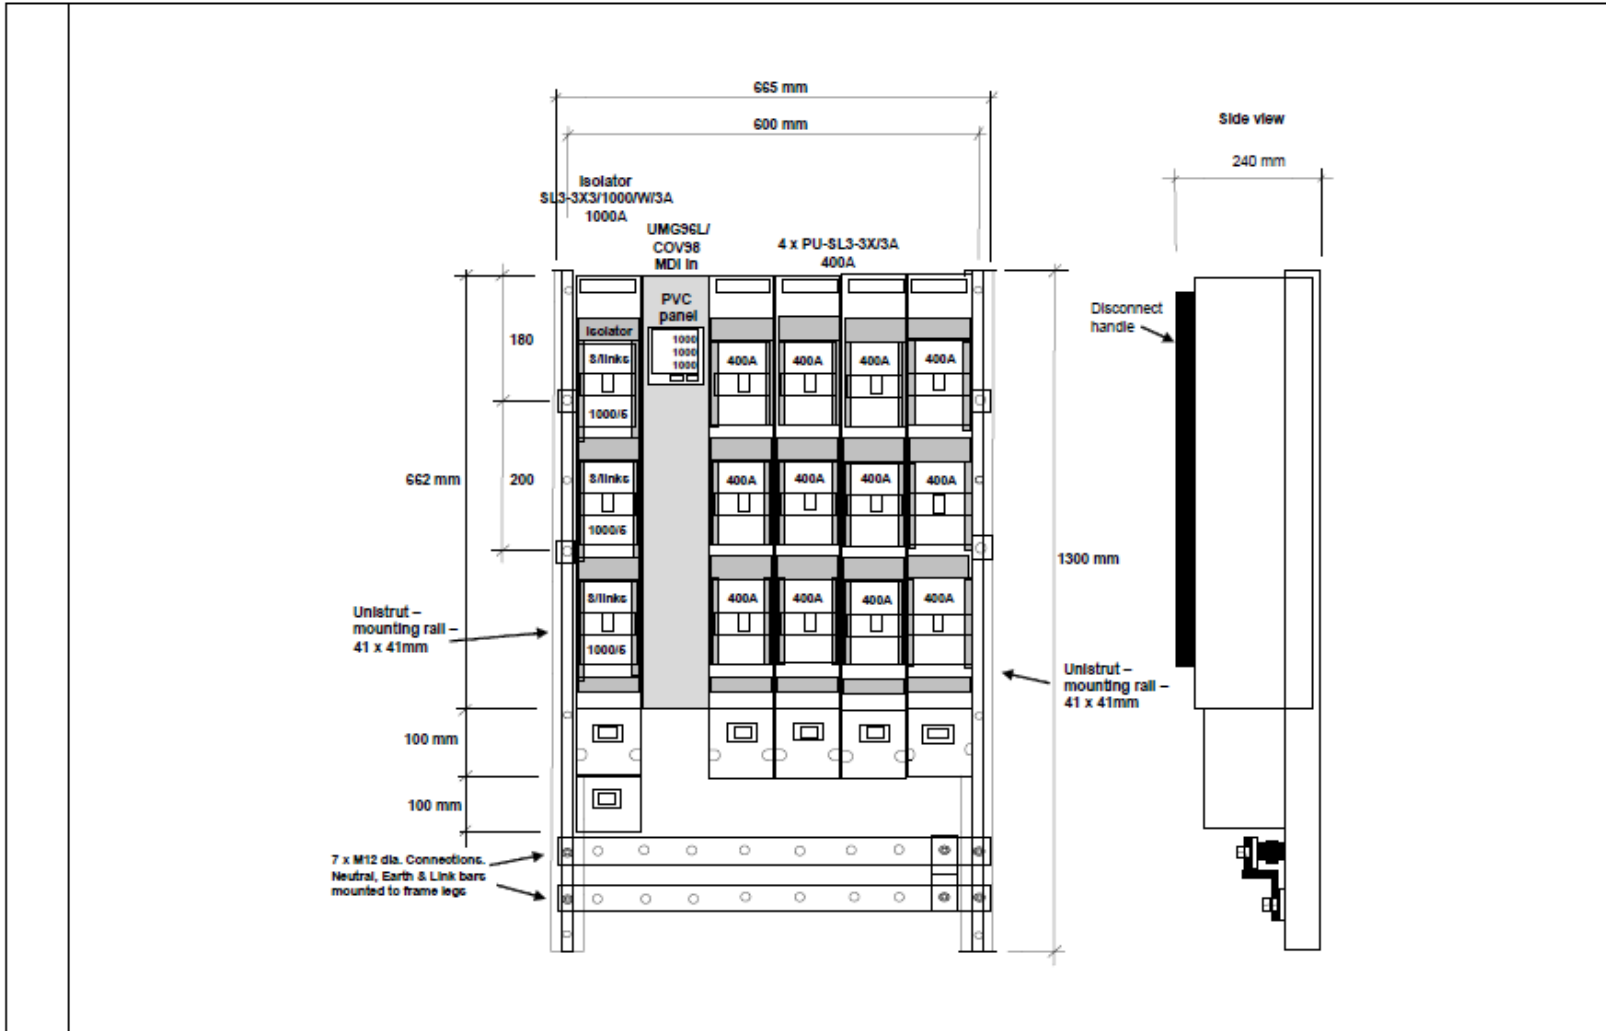 665 mm
600 mm
Side view
240 mm
Isolator
SL3-3X3/1000/W/3A
1000A
UMG96L/
COV98
MDI in
4 x PU-SL3-3X/3A
400A
PVC
panel
Isolator
S/links
1000/5
S/links
1000/5
S/links
1000/5
1000
1000
1000
400A
400A
400A
400A
400A
400A
400A
400A
400A
400A
400A
400A
180
200
662 mm
100 mm
100 mm
1300 mm
Disconnect
handle
Unistrut –
mounting rail –
41 x 41mm
Unistrut –
mounting rail –
41 x 41mm
7 x M12 dia. Connections.
Neutral, Earth & Link bars
mounted to frame legs